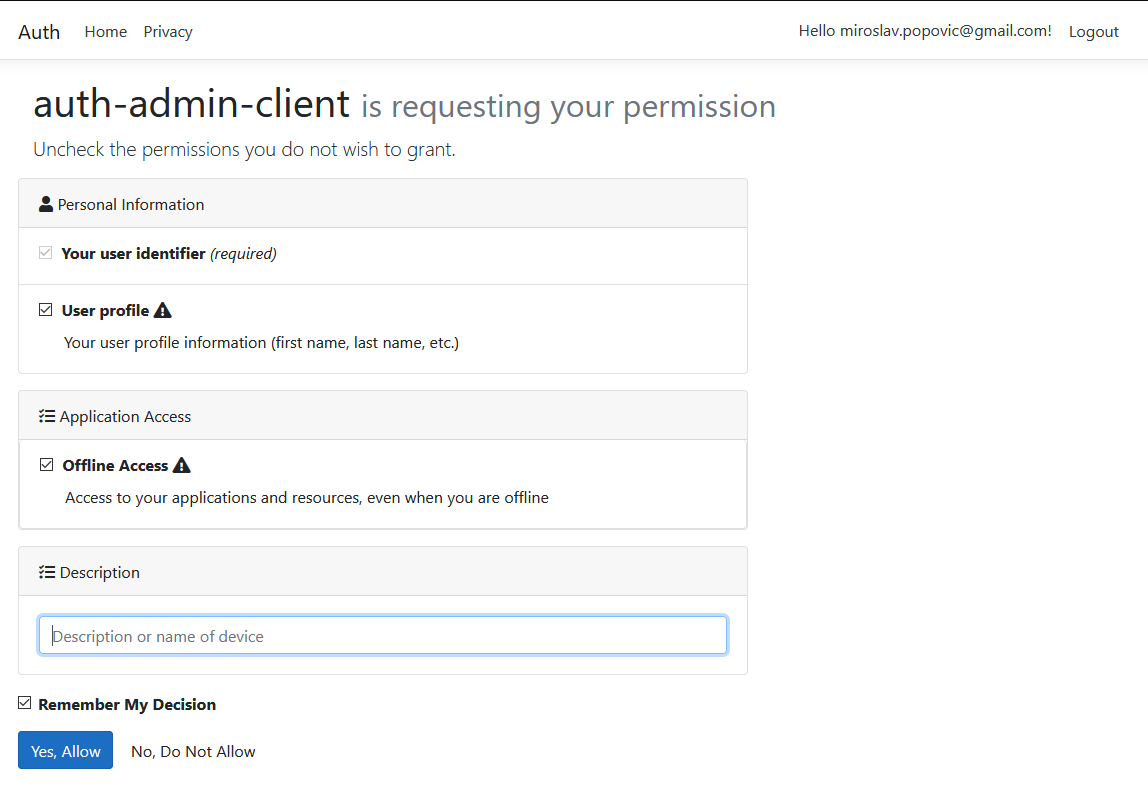 Auth Home Privacy Hello miroslav.popovic@gmail.com! Logout
auth-admin-client is requesting your permission
Uncheck the permissions you do not wish to grant.
Personal Information
Your user identifier (required)
User profile
Your user profile information (first name, last name, etc.)
Application Access
Offline Access
Access to your applications and resources, even when you are offline
Description
Description or name of device
Remember My Decision
Yes, Allow No, Do Not Allow